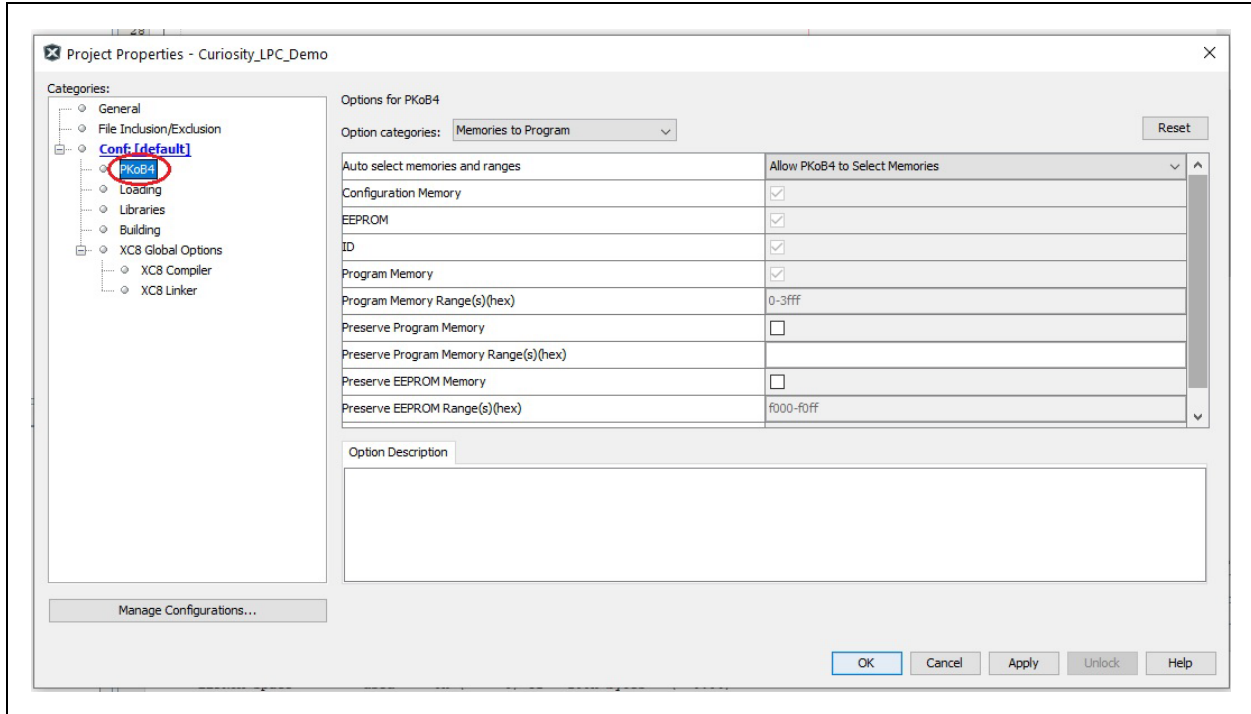 28
Project Properties - Curiosity_LPC_Demo
Categories:
General
File Inclusion/Exclusion
Conf: [default]
PKoB4
Loading
Libraries
Building
XC8 Global Options
XC8 Compiler
XC8 Linker
Manage Configurations...
Options for PKoB4
Option categories: Memories to Program
Reset
Auto select memories and ranges Allow PKoB4 to Select Memories
Configuration Memory
EEPROM
ID
Program Memory
Program Memory Range(s)(hex) 0-3fff
Preserve Program Memory
Preserve Program Memory Range(s)(hex)
Preserve EEPROM Memory
Preserve EEPROM Range(s)(hex) f000-f0ff
Option Description
OK Cancel Apply Unlock Help